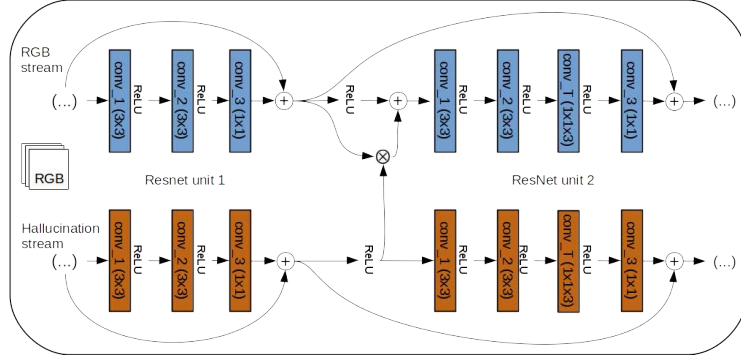 RGB
stream
(...)
conv_1 (3x3)
ReLU
conv_2 (3x3)
ReLU
conv_3 (1x1)
+
ReLU
+
conv_1 (3x3)
ReLU
conv_2 (3x3)
ReLU
conv_T (1x1x3)
ReLU
conv_3 (1x1)
+
(...)
RGB
Resnet unit 1
ResNet unit 2
Hallucination
stream
(...)
conv_1 (3x3)
ReLU
conv_2 (3x3)
ReLU
conv_3 (1x1)
+
ReLU
conv_1 (3x3)
ReLU
conv_2 (3x3)
ReLU
conv_T (1x1x3)
ReLU
conv_3 (1x1)
+
(...)